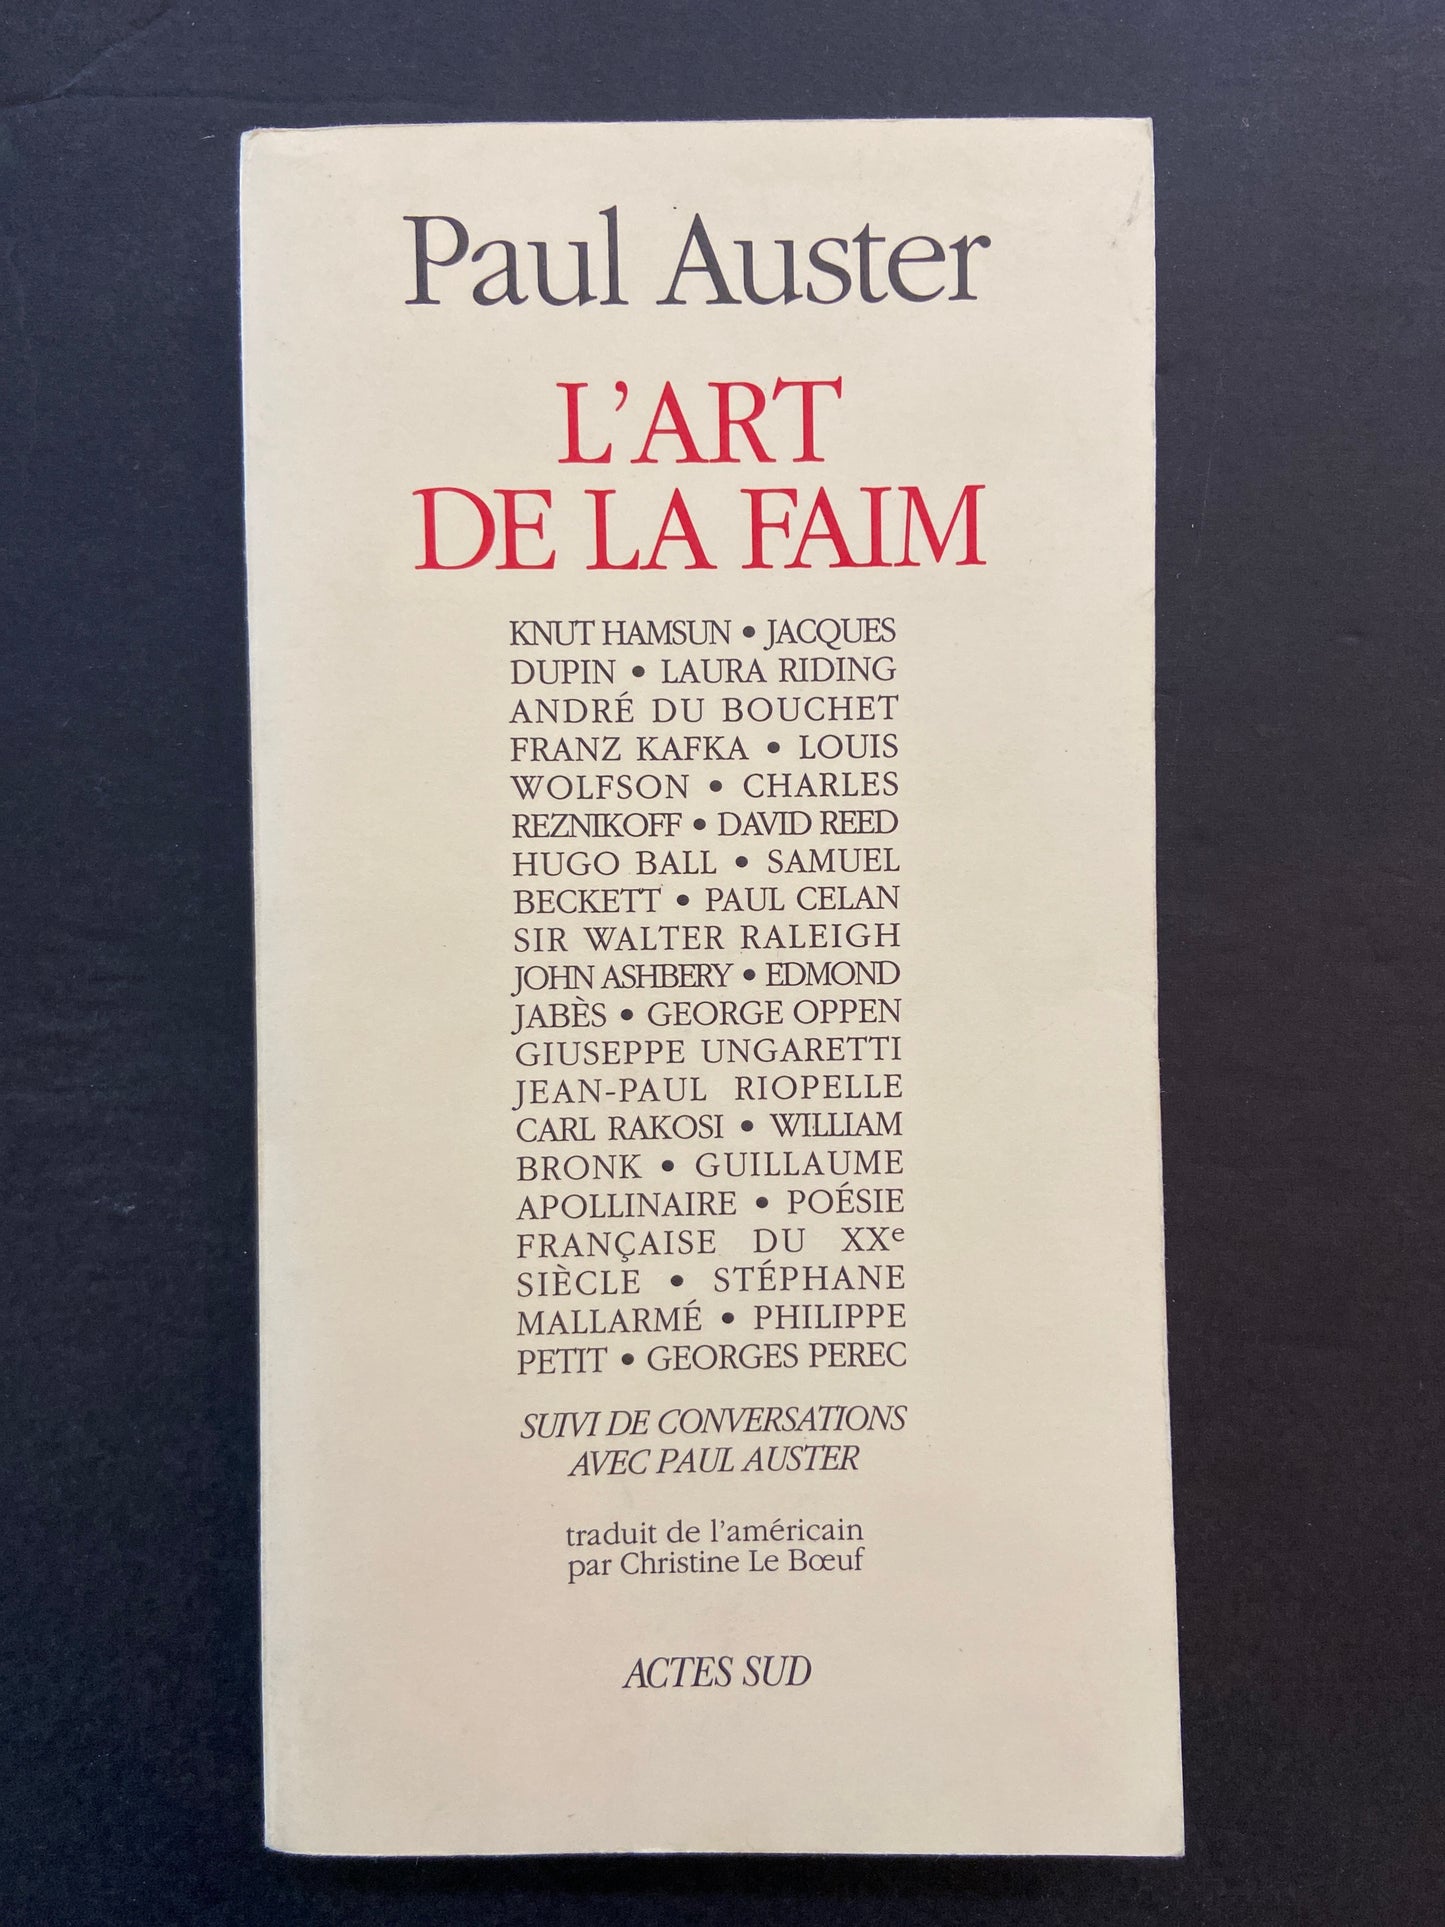 Paul Auster
L'ART
DE LA FAIM
KNUT HAMSUN • JACQUES
DUPIN • LAURA RIDING
ANDRÉ DU BOUCHET
FRANZ KAFKA • LOUIS
WOLFSON • CHARLES
REZNIKOFF • DAVID REED
HUGO BALL • SAMUEL
BECKETT • PAUL CELAN
SIR WALTER RALEIGH
JOHN ASHBERY • EDMOND
JABÈS • GEORGE OPPEN
GIUSEPPE UNGARETTI
JEAN-PAUL RIOPELLE
CARL RAKOSI • WILLIAM
BRONK • GUILLAUME
APOLLINAIRE • POÉSIE
FRANÇAISE DU XXe
SIÈCLE • STÉPHANE
MALLARMÉ • PHILIPPE
PETIT • GEORGES PEREC
SUIVI DE CONVERSATIONS
AVEC PAUL AUSTER
traduit de l'américain
par Christine Le Bœuf
ACTES SUD